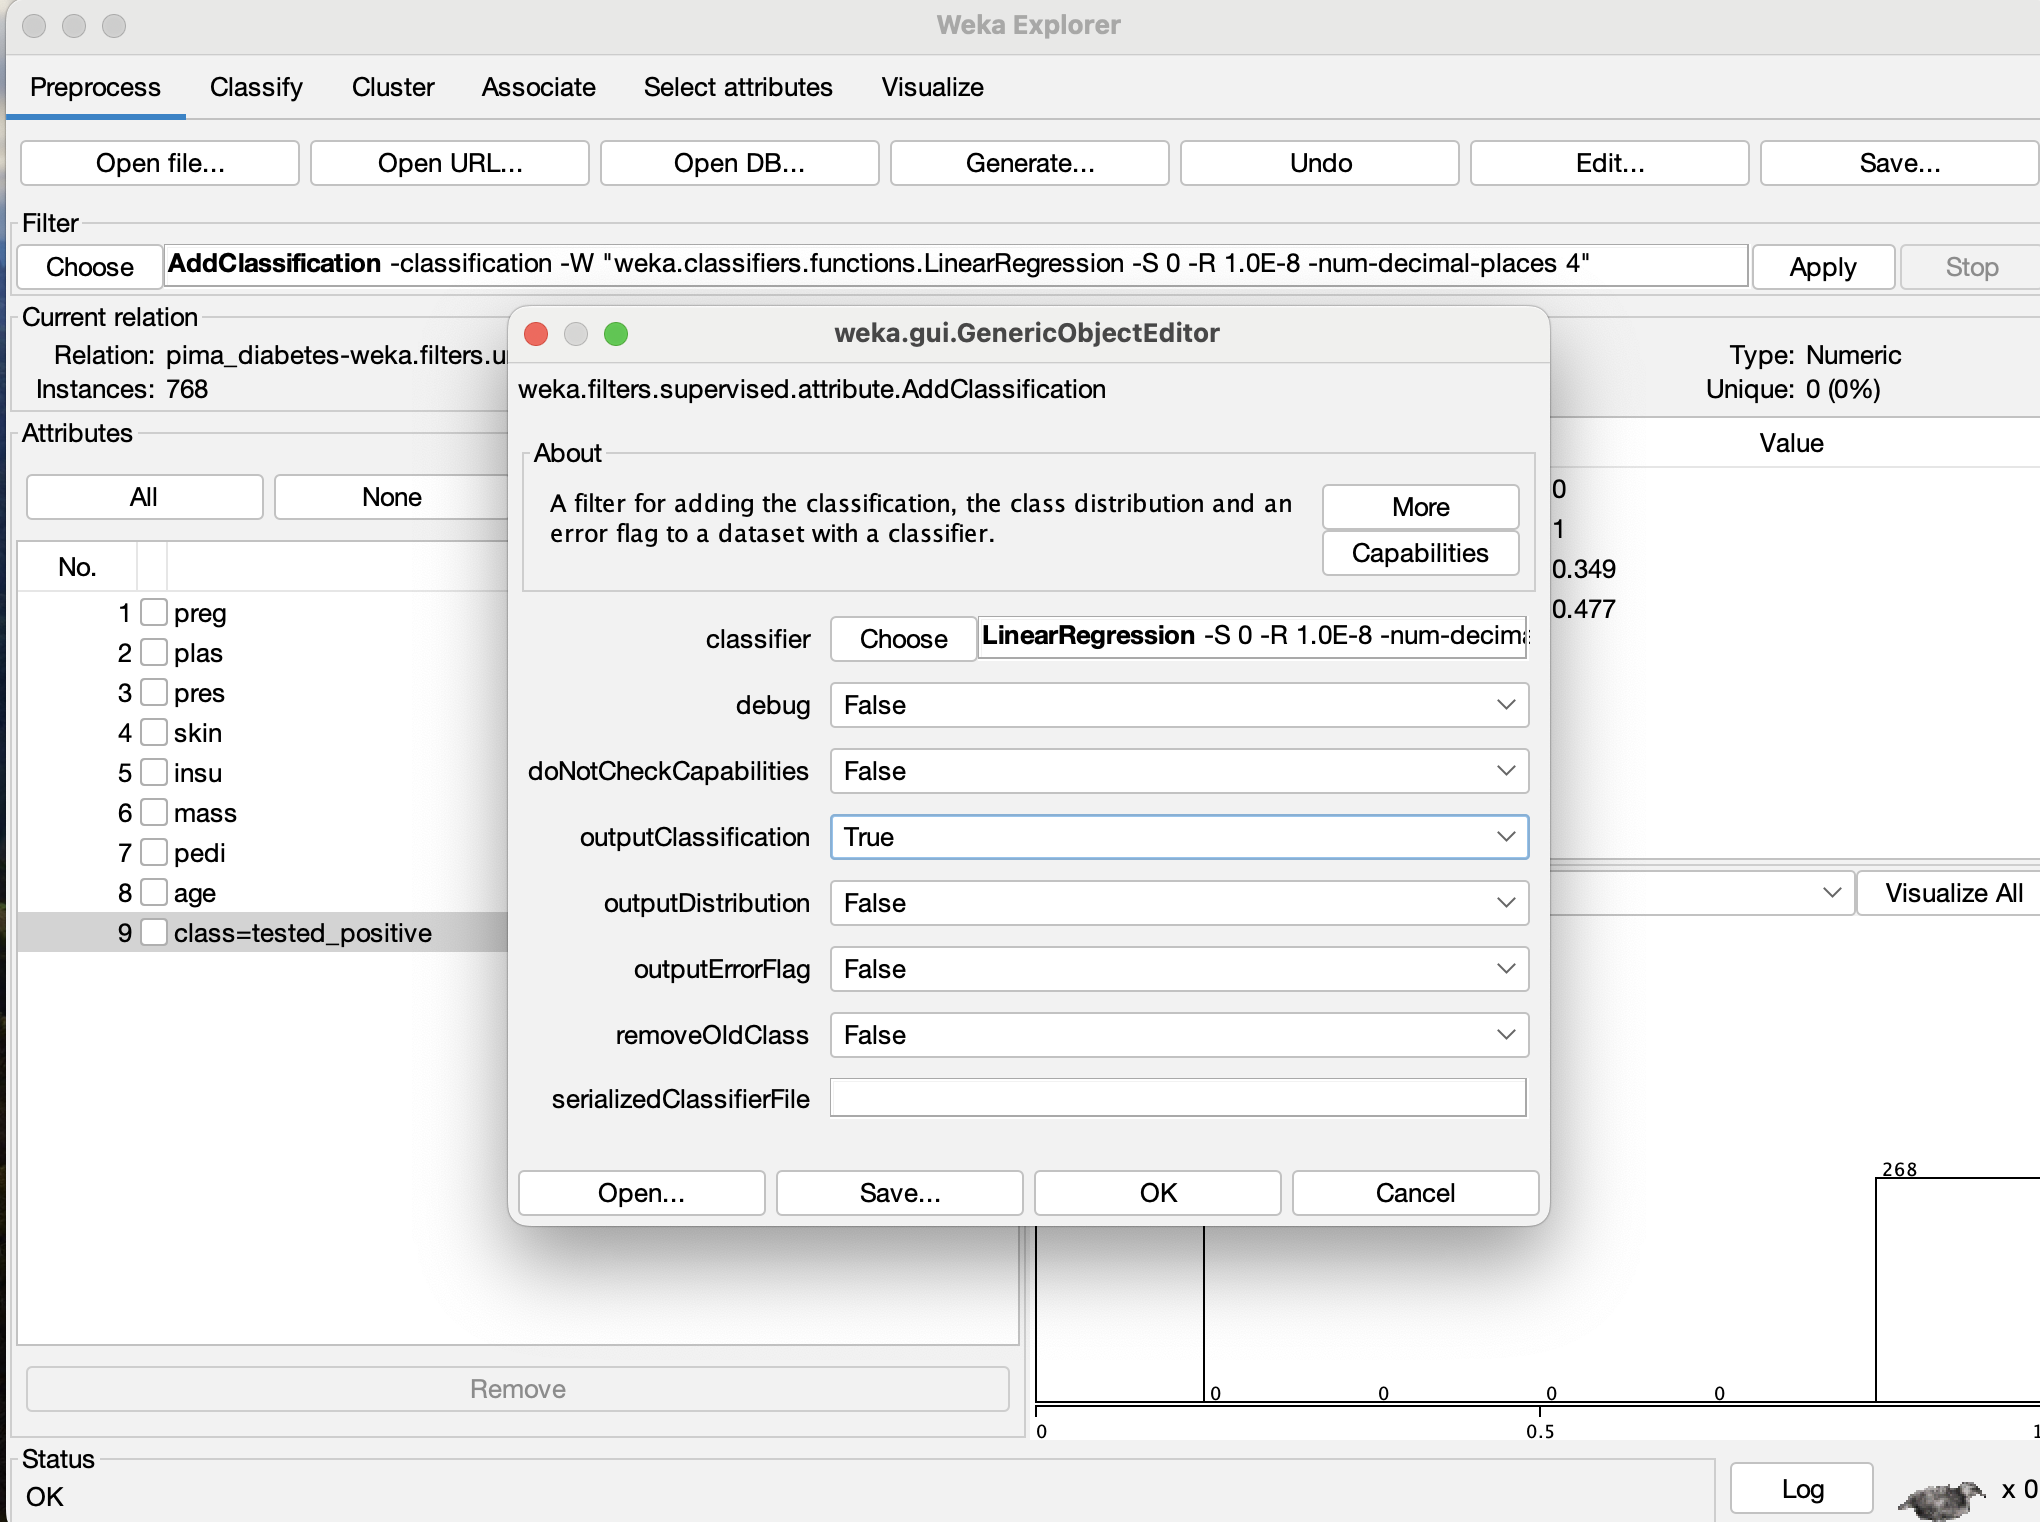 Weka Explorer
Preprocess Classify Cluster Associate Select attributes Visualize
Open file... Open URL... Open DB... Generate... Undo Edit... Save...
Filter
Choose AddClassification -classification -W "weka.classifiers.functions.LinearRegression -S 0 -R 1.0E-8 -num-decimal-places 4" Apply Stop
Current relation
Relation: pima_diabetes-weka.filters.u
Instances: 768
Type: Numeric
Unique: 0 (0%)
Attributes
All None
No.
1 preg
2 plas
3 pres
4 skin
5 insu
6 mass
7 pedi
8 age
9 class=tested_positive
Remove
weka.gui.GenericObjectEditor
weka.filters.supervised.attribute.AddClassification
About
A filter for adding the classification, the class distribution and an
error flag to a dataset with a classifier.
More
Capabilities
classifier Choose LinearRegression -S 0 -R 1.0E-8 -num-decima
debug False
doNotCheckCapabilities False
outputClassification True
outputDistribution False
outputErrorFlag False
removeOldClass False
serializedClassifierFile
Open... Save... OK Cancel
Value
0
1
0.349
0.477
Visualize All
268
0 0 0 0
0 0.5 1
Status
OK
Log x 0